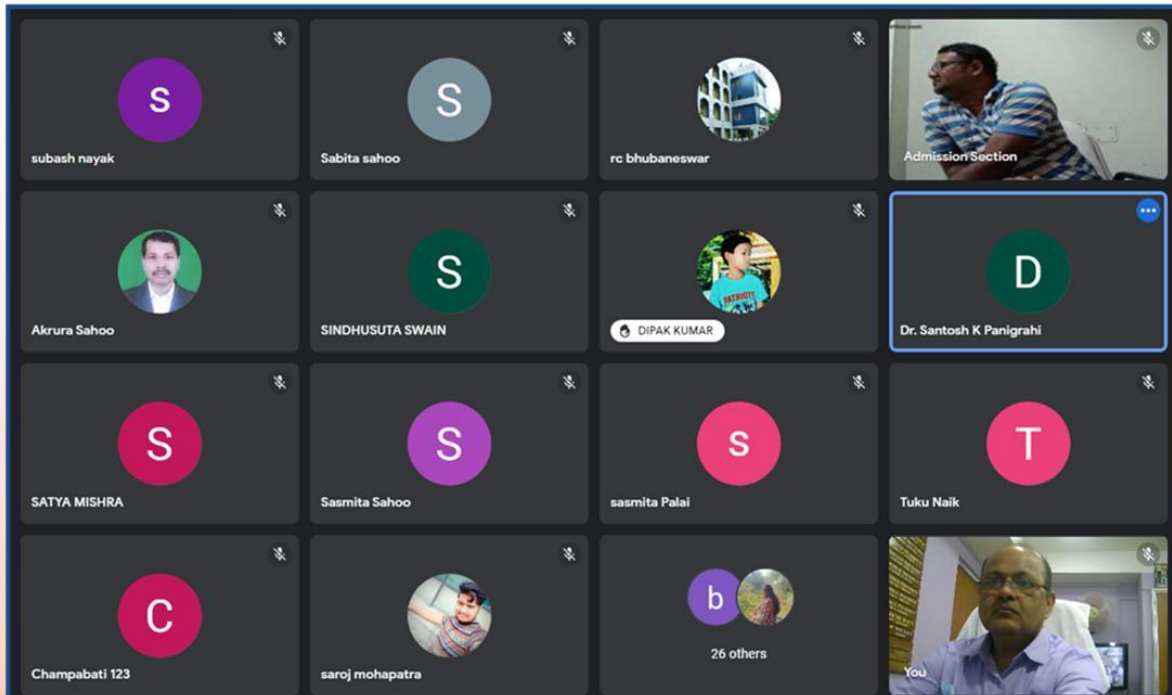 s
subash nayak
S
Sabita sahoo
rc bhubaneswar
Admission Section
Akrura Sahoo
S
SINDHUSUTA SWAIN
PATRIOTS
DIPAK KUMAR
D
Dr. Santosh K Panigrahi
S
SATYA MISHRA
S
Sasmita Sahoo
s
sasmita Palai
T
Tuku Naik
C
Champabati 123
saroj mohapatra
b
26 others
You